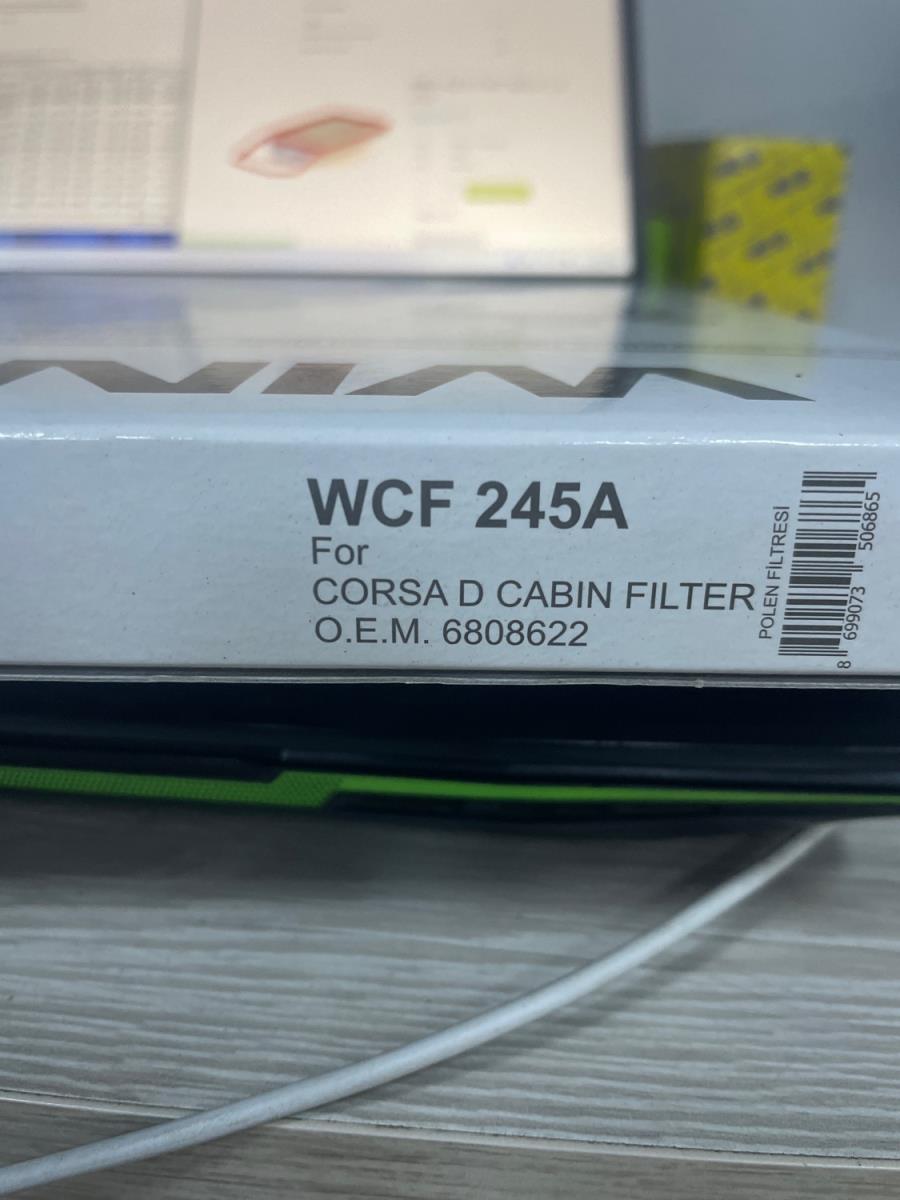 WCF 245A
For
CORSA D CABIN FILTER
O.E.M. 6808622
POLEN FİLTRESİ
8 699073 506865